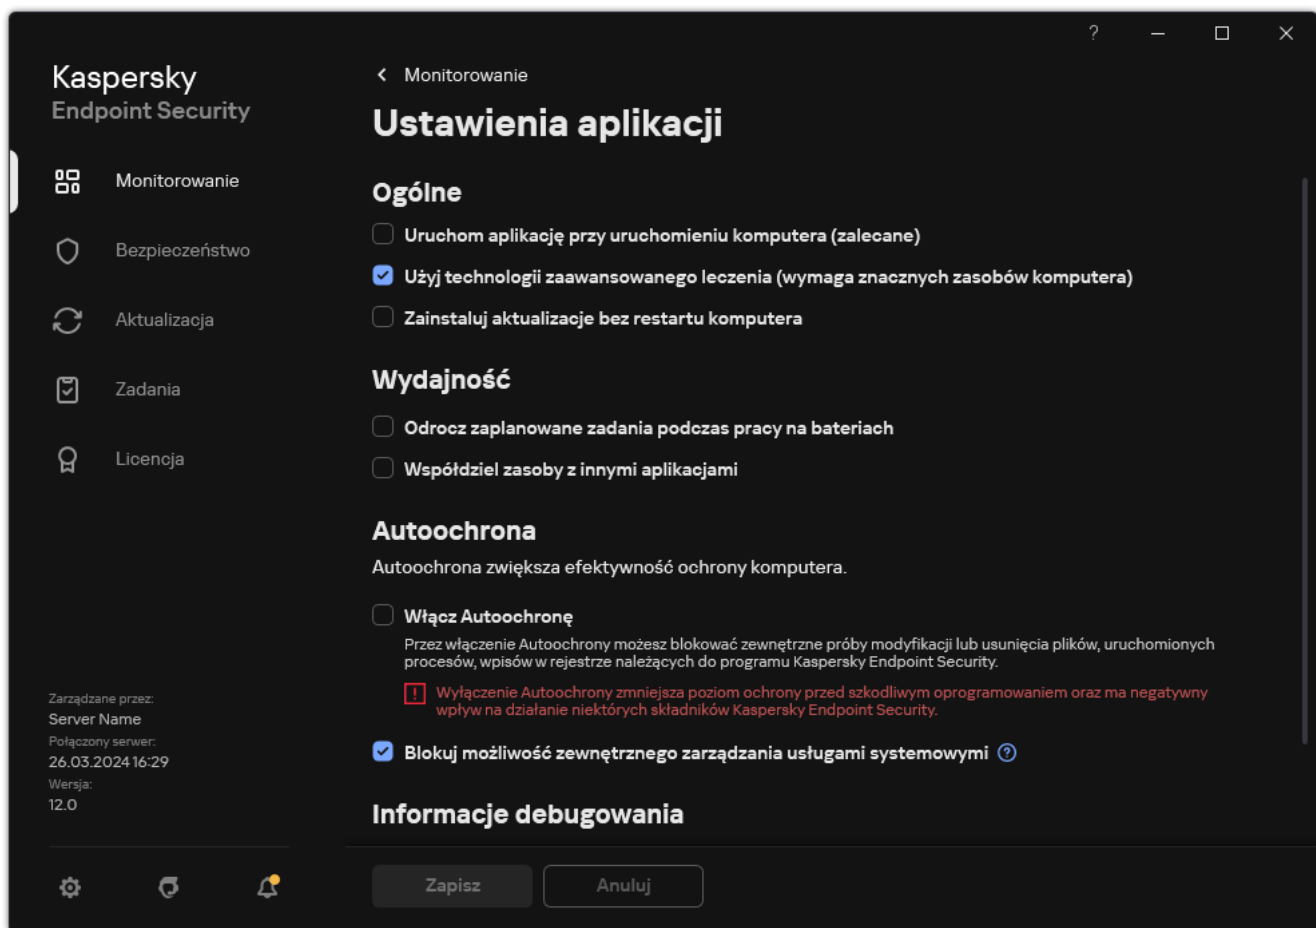 ?
Kaspersky
Endpoint Security
Monitorowanie
Bezpieczeństwo
Aktualizacja
Zadania
Licencja
Zarządzane przez:
Server Name
Połączony serwer:
26.03.2024 16:29
Wersja:
12.0
Monitorowanie
Ustawienia aplikacji
Ogólne
Uruchom aplikację przy uruchomieniu komputera (zalecane)
Użyj technologii zaawansowanego leczenia (wymaga znacznych zasobów komputera)
Zainstaluj aktualizacje bez restartu komputera
Wydajność
Odrocz zaplanowane zadania podczas pracy na bateriach
Współdziel zasoby z innymi aplikacjami
Autoochrona
Autoochrona zwiększa efektywność ochrony komputera.
Włącz Autoochronę
Przez włączenie Autoochrony możesz blokować zewnętrzne próby modyfikacji lub usunięcia plików, uruchomionych
procesów, wpisów w rejestrze należących do programu Kaspersky Endpoint Security.
Wyłączenie Autoochrony zmniejsza poziom ochrony przed szkodliwym oprogramowaniem oraz ma negatywny
wpływ na działanie niektórych składników Kaspersky Endpoint Security.
Blokuj możliwość zewnętrznego zarządzania usługami systemowymi ?
Informacje debugowania
Zapisz
Anuluj